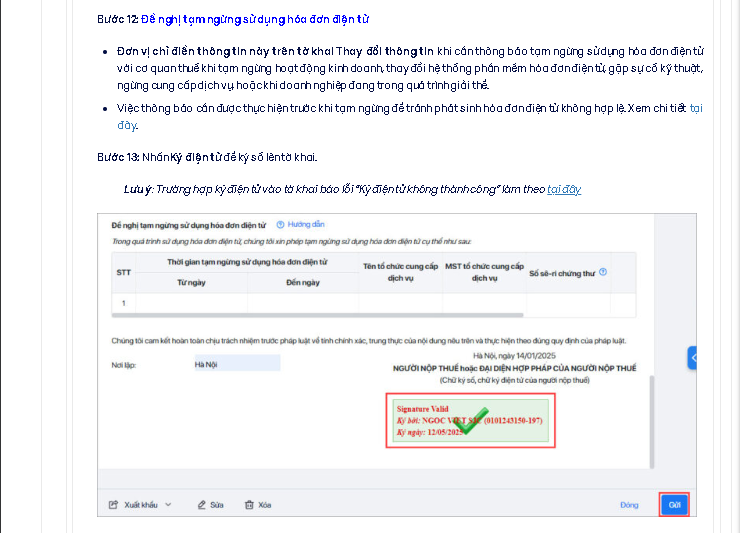 Bước 12: Đề nghị tạm ngừng sử dụng hóa đơn điện tử
Đơn vị chỉ điền thông tin này trên tờ khai Thay đổi thông tin khi cần thông báo tạm ngừng sử dụng hóa đơn điện tử
với cơ quan thuế khi tạm ngừng hoạt động kinh doanh, thay đổi hệ thống phần mềm hóa đơn điện tử, gặp sự cố kỹ thuật,
ngừng cung cấp dịch vụ, hoặc khi doanh nghiệp đang trong quá trình giải thể.
Việc thông báo cần được thực hiện trước khi tạm ngừng để tránh phát sinh hóa đơn điện tử không hợp lệ. Xem chi tiết tại
đây.
Bước 13: Nhấn Ký điện tử để ký số lên tờ khai.
Lưu ý: Trường hợp ký điện tử vào tờ khai báo lỗi "Ký điện tử không thành công" làm theo tại đây
Đề nghị tạm ngừng sử dụng hóa đơn điện tử Hướng dẫn
Trong quá trình sử dụng hóa đơn điện tử, chúng tôi xin phép tạm ngừng sử dụng hóa đơn điện tử cụ thể như sau:
STT Thời gian tạm ngừng sử dụng hóa đơn điện tử Tên tổ chức cung cấp dịch vụ MST tổ chức cung cấp dịch vụ Số sê-ri chứng thư
Từ ngày Đến ngày
1
Chúng tôi cam kết hoàn toàn chịu trách nhiệm trước pháp luật về tính chính xác, trung thực của nội dung nêu trên và thực hiện theo đúng quy định của pháp luật.
Hà Nội, ngày 14/01/2025
Nơi lập: Hà Nội
NGƯỜI NỘP THUẾ hoặc ĐẠI DIỆN HỢP PHÁP CỦA NGƯỜI NỘP THUẾ
(Chữ ký số, chữ ký điện tử của người nộp thuế)
Signature Valid
Ký bởi: NGOC VIET STC (0101243150-197)
Ký ngày: 12/05/2025
Xuất khẩu Sửa Xóa Đóng Gửi